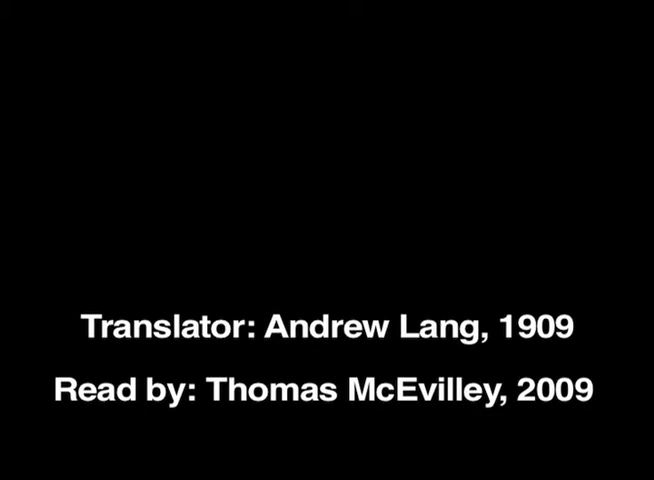 Translator: Andrew Lang, 1909
Read by: Thomas McEvilley, 2009